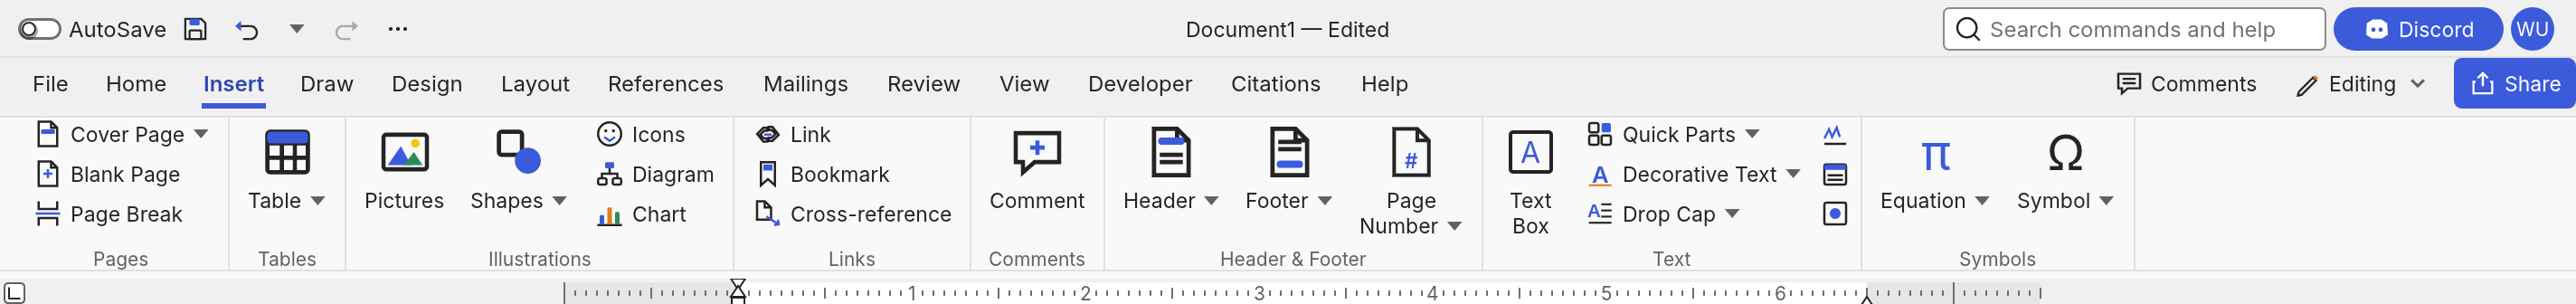 AutoSave
Document1 — Edited
Search commands and help
Discord
WU
File Home Insert Draw Design Layout References Mailings Review View Developer Citations Help
Comments Editing Share
Cover Page
Blank Page
Page Break
Pages
Table
Tables
Pictures
Shapes
Icons
Diagram
Chart
Illustrations
Link
Bookmark
Cross-reference
Links
Comment
Comments
Header
Footer
#
Page
Number
Header & Footer
A
Text
Box
Quick Parts
A Decorative Text
A Drop Cap
Text
π
Equation
Ω
Symbol
Symbols
1 2 3 4 5 6